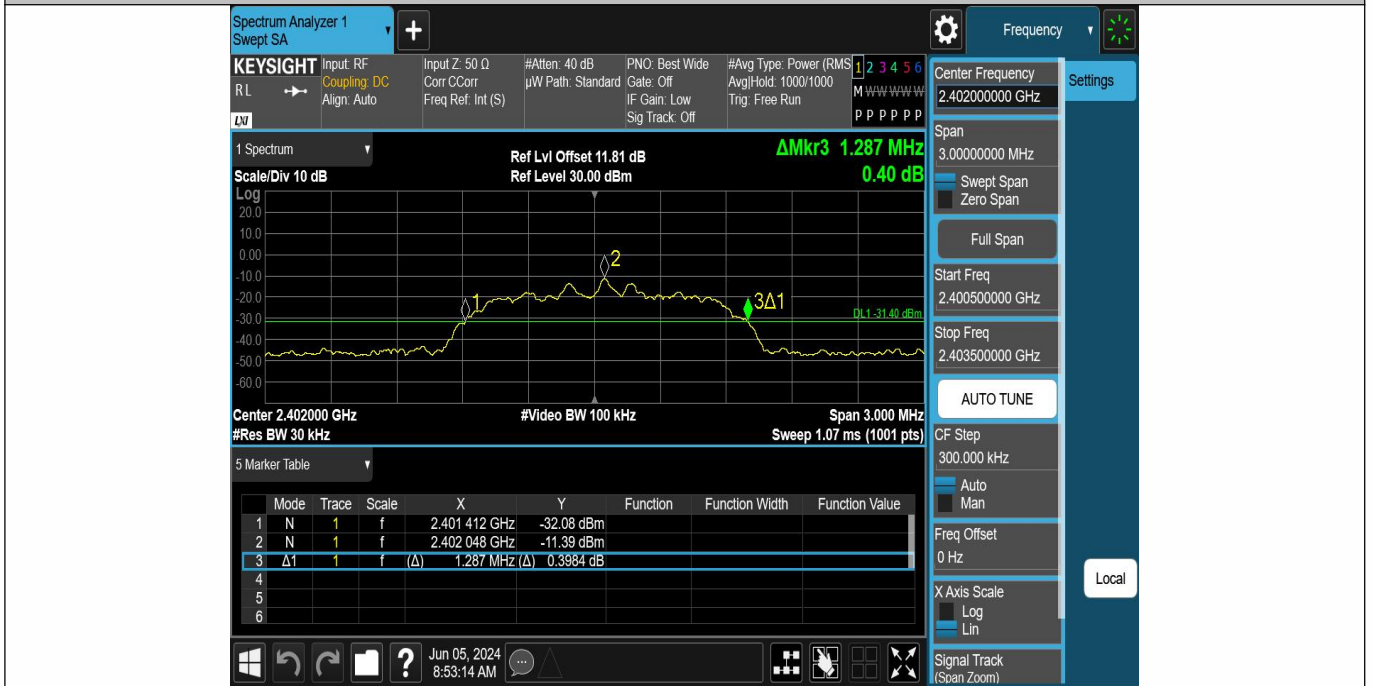 Spectrum Analyzer 1
Swept SA
+
Frequency
KEYSIGHT
RL
LXI
Input: RF
Coupling: DC
Align: Auto
Input Z: 50 Ω
Corr CCorr
Freq Ref: Int (S)
#Atten: 40 dB
µW Path: Standard
PNO: Best Wide
Gate: Off
IF Gain: Low
Sig Track: Off
#Avg Type: Power (RMS
Avg|Hold: 1000/1000
Trig: Free Run
1 2 3 4 5 6
M W W W W W
P P P P P P
1 Spectrum
Scale/Div 10 dB
Ref Lvl Offset 11.81 dB
Ref Level 30.00 dBm
ΔMkr3 1.287 MHz
0.40 dB
Log
20.0
10.0
0.00
-10.0
-20.0
-30.0
-40.0
-50.0
-60.0
2
1
3Δ1
DL1 -31.40 dBm
Center 2.402000 GHz
#Video BW 100 kHz
Span 3.000 MHz
#Res BW 30 kHz
Sweep 1.07 ms (1001 pts)
5 Marker Table
Mode Trace Scale X Y Function Function Width Function Value
1 N 1 f 2.401 412 GHz -32.08 dBm
2 N 1 f 2.402 048 GHz -11.39 dBm
3 Δ1 1 f (Δ) 1.287 MHz (Δ) 0.3984 dB
4
5
6
Jun 05, 2024
8:53:14 AM
?
Center Frequency
2.402000000 GHz
Settings
Span
3.00000000 MHz
Swept Span
Zero Span
Full Span
Start Freq
2.400500000 GHz
Stop Freq
2.403500000 GHz
AUTO TUNE
CF Step
300.000 kHz
Auto
Man
Freq Offset
0 Hz
X Axis Scale
Log
Lin
Local
Signal Track
(Span Zoom)